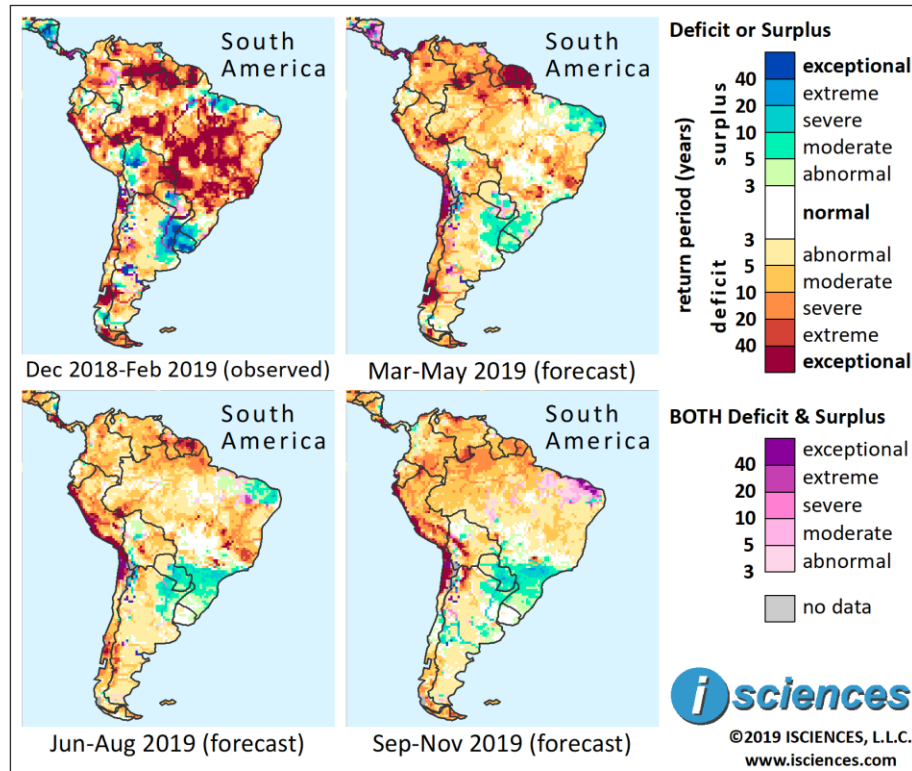 South
America
Dec 2018-Feb 2019 (observed)
South
America
Mar-May 2019 (forecast)
South
America
Jun-Aug 2019 (forecast)
South
America
Sep-Nov 2019 (forecast)
Deficit or Surplus
return period (years)
surplus
deficit
exceptional
40
extreme
20
severe
10
moderate
5
abnormal
3
normal
3
abnormal
5
moderate
10
severe
20
extreme
40
exceptional
BOTH Deficit & Surplus
exceptional
40
extreme
20
severe
10
moderate
5
abnormal
3
no data
i sciences
©2019 ISCIENCES, L.L.C.
www.isciences.com